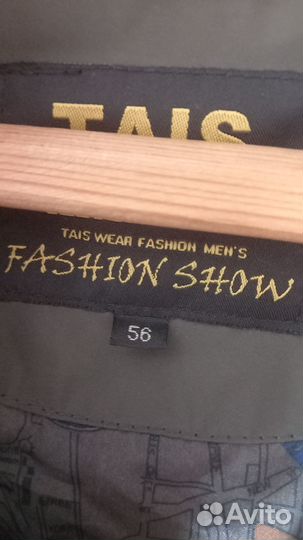 TAIS
TAIS WEAR FASHION MEN'S
FASHION SHOW
56
Avito